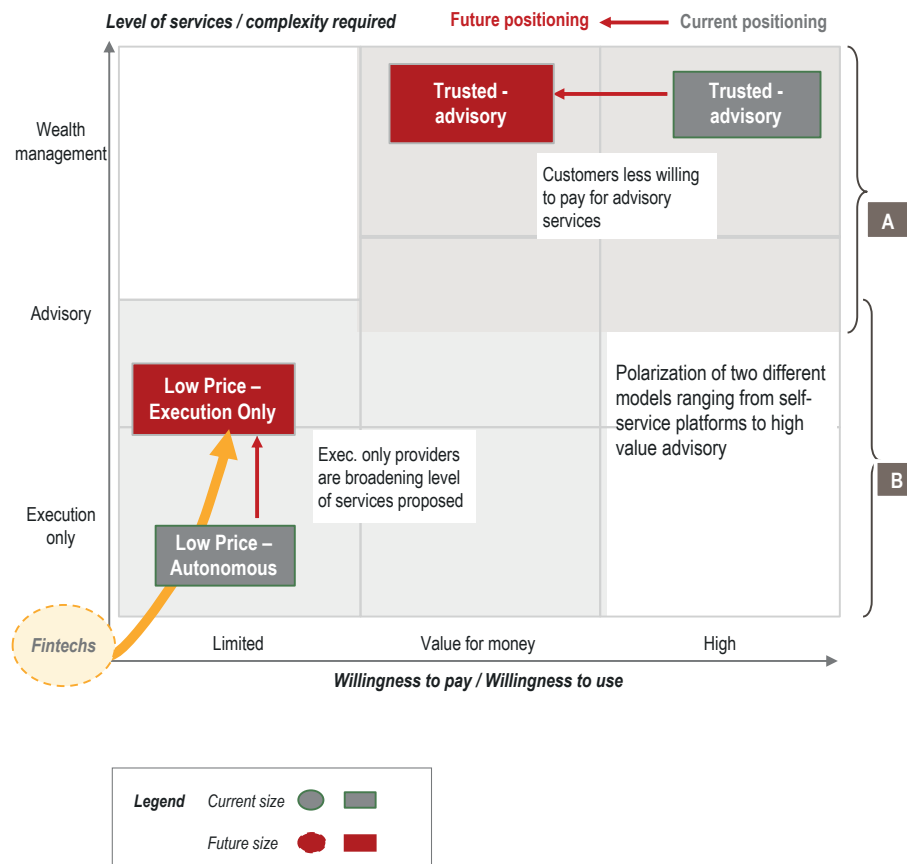 Level of services / complexity required
Future positioning
Current positioning
Wealth
management
Trusted -
advisory
Trusted -
advisory
Customers less willing
to pay for advisory
services
A
Advisory
Low Price –
Execution Only
Polarization of two different
models ranging from self-
service platforms to high
value advisory
Exec. only providers
are broadening level
of services proposed
B
Execution
only
Low Price –
Autonomous
Fintechs
Limited
Value for money
High
Willingness to pay / Willingness to use
Legend
Current size
Future size